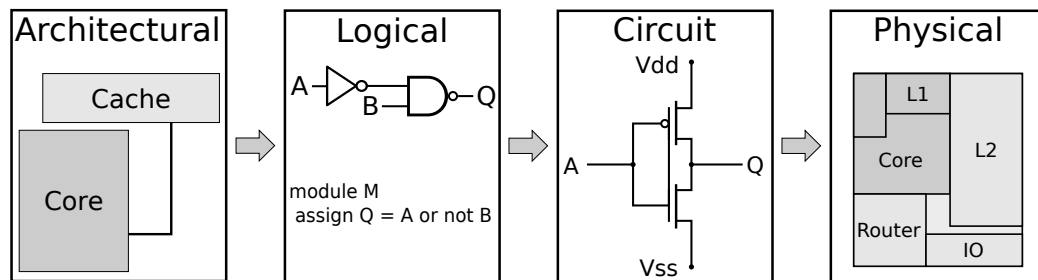 Architectural
Cache
Core
Logical
A
B
Q
module M
assign Q = A or not B
Circuit
Vdd
A
Q
Vss
Physical
L1
Core
L2
Router
IO